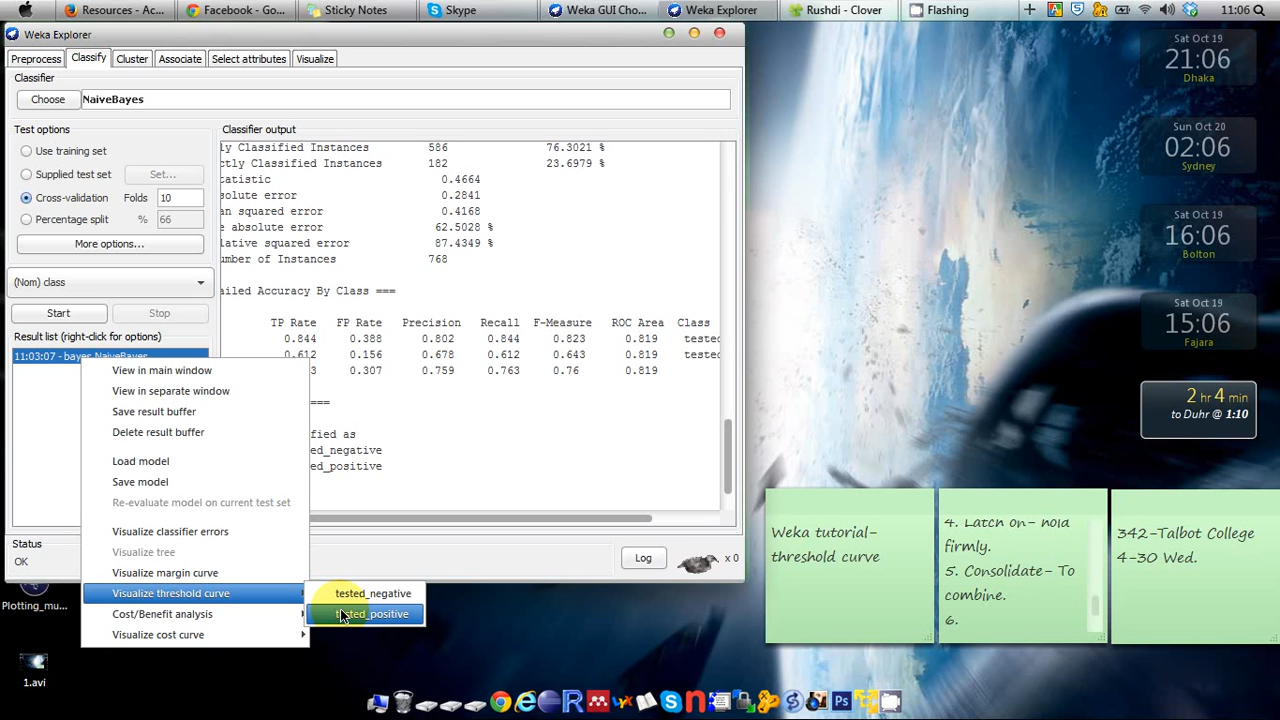 Resources - Ac...
Facebook - Go...
Sticky Notes
Skype
Weka GUI Cho...
Weka Explorer
Rushdi - Clover
Flashing
11:06
Weka Explorer
Preprocess Classify Cluster Associate Select attributes Visualize
Classifier
Choose NaiveBayes
Test options
Use training set
Supplied test set Set...
Cross-validation Folds 10
Percentage split % 66
More options...
(Nom) class
Start Stop
Result list (right-click for options)
11:03:07 - bayes.NaiveBayes
Classifier output
ly Classified Instances 586 76.3021 %
ctly Classified Instances 182 23.6979 %
tatistic 0.4664
bsolute error 0.2841
an squared error 0.4168
e absolute error 62.5028 %
lative squared error 87.4349 %
umber of Instances 768
ailed Accuracy By Class ===
TP Rate FP Rate Precision Recall F-Measure ROC Area Class
0.844 0.388 0.802 0.844 0.823 0.819 tested
0.612 0.156 0.678 0.612 0.643 0.819 tested
3 0.307 0.759 0.763 0.76 0.819
===
fied as
ed_negative
ed_positive
View in main window
View in separate window
Save result buffer
Delete result buffer
Load model
Save model
Re-evaluate model on current test set
Visualize classifier errors
Visualize tree
Visualize margin curve
Visualize threshold curve
Cost/Benefit analysis
Visualize cost curve
tested_negative
tested_positive
Status
OK
Log x 0
Plotting_mu...
1.avi
Sat Oct 19
21:06
Dhaka
Sun Oct 20
02:06
Sydney
Sat Oct 19
16:06
Bolton
Sat Oct 19
15:06
Fajara
2 hr 4 min
to Duhr @ 1:10
Weka tutorial-
threshold curve
4. Latch on- hold
firmly.
5. Consolidate- To
combine.
6.
342-Talbot College
4-30 Wed.
Ps